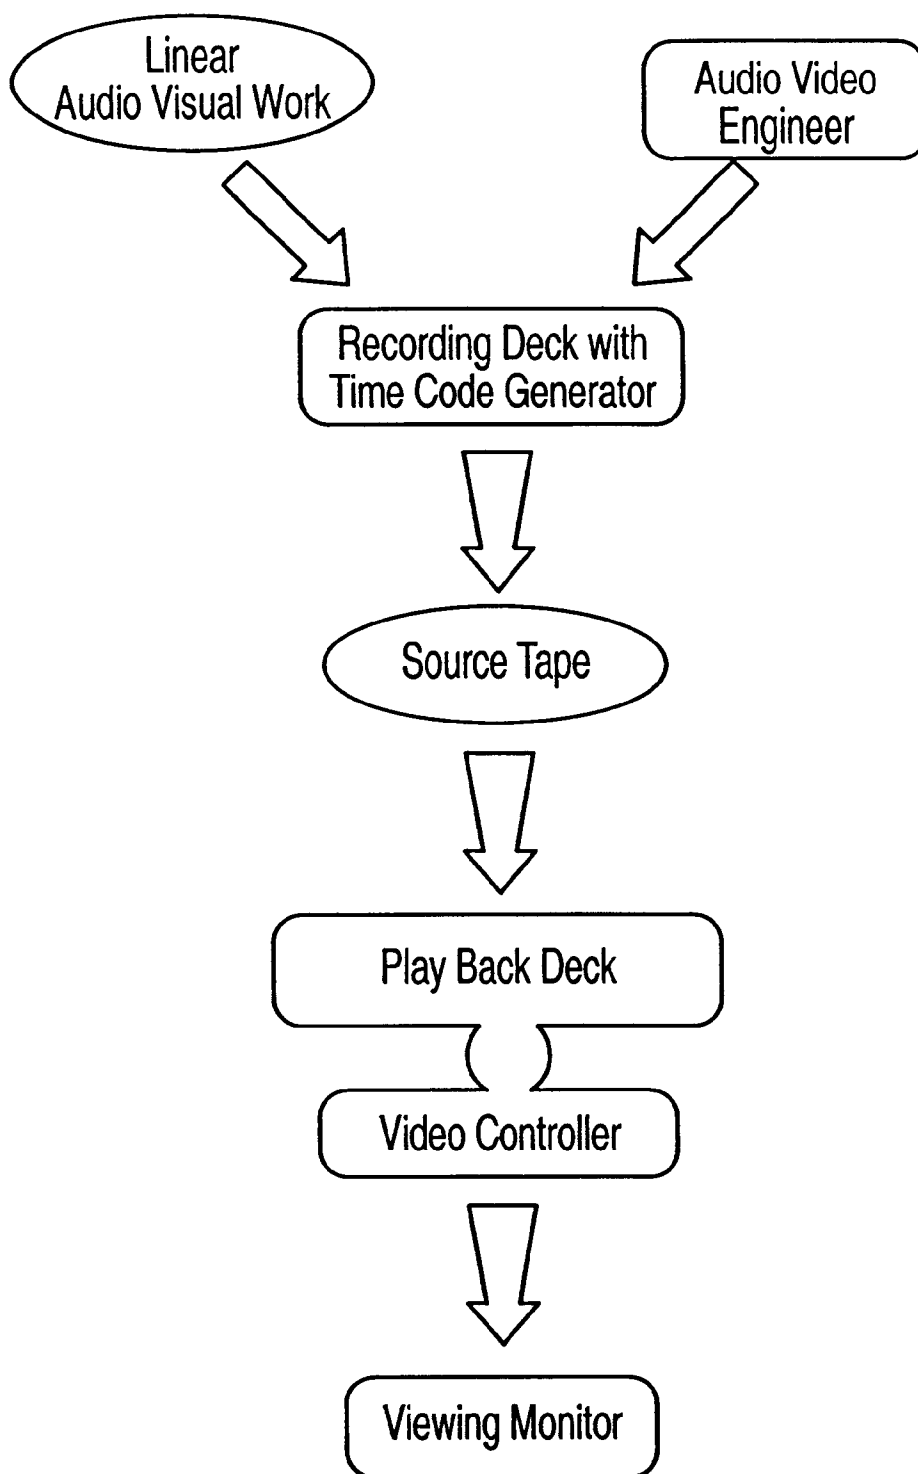 Linear
Audio Visual Work
Audio Video
Engineer
Recording Deck with
Time Code Generator
Source Tape
Play Back Deck
Video Controller
Viewing Monitor